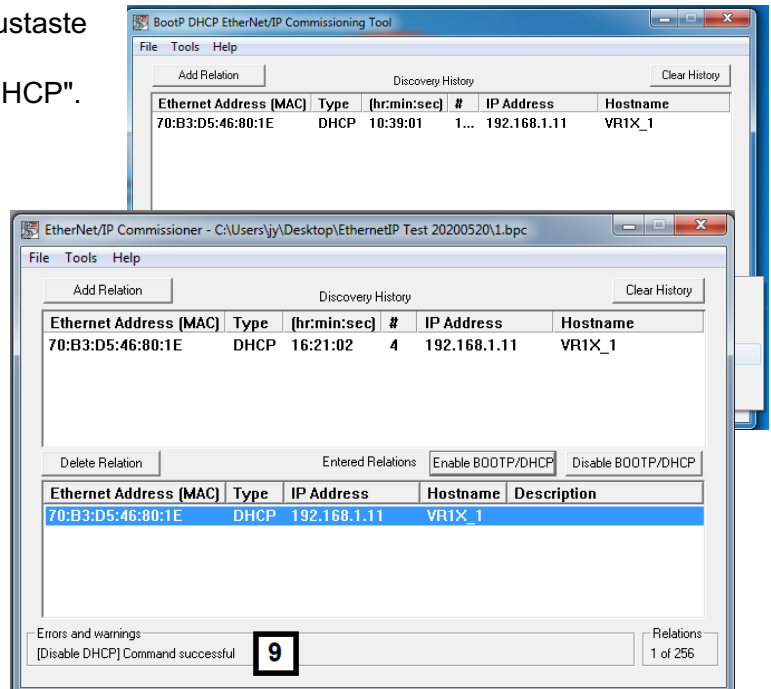 ustaste
HCP".
BootP DHCP EtherNet/IP Commissioning Tool
File Tools Help
Add Relation Discovery History Clear History
Ethernet Address (MAC) Type (hr:min:sec) # IP Address Hostname
70:B3:D5:46:80:1E DHCP 10:39:01 1... 192.168.1.11 VR1X_1
EtherNet/IP Commissioner - C:\Users\jy\Desktop\EthernetIP Test 20200520\1.bpc
File Tools Help
Add Relation Discovery History Clear History
Ethernet Address (MAC) Type (hr:min:sec) # IP Address Hostname
70:B3:D5:46:80:1E DHCP 16:21:02 4 192.168.1.11 VR1X_1
Delete Relation Entered Relations Enable BOOTP/DHCP Disable BOOTP/DHCP
Ethernet Address (MAC) Type IP Address Hostname Description
70:B3:D5:46:80:1E DHCP 192.168.1.11 VR1X_1
Errors and warnings Relations
[Disable DHCP] Command successful 9 1 of 256